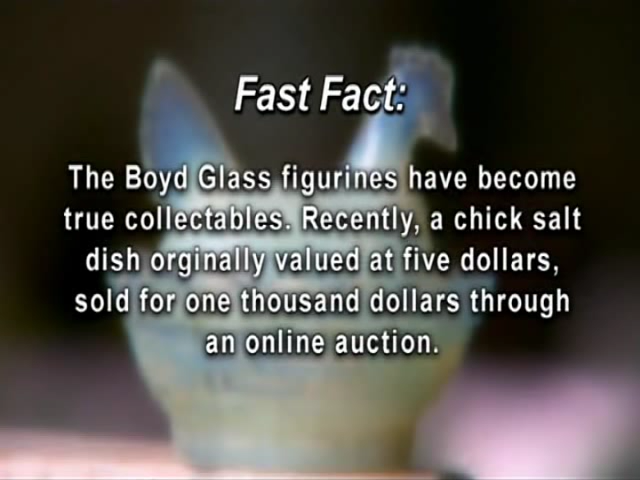 Fast Fact:
The Boyd Glass figurines have become
true collectables. Recently, a chick salt
dish orginally valued at five dollars,
sold for one thousand dollars through
an online auction.